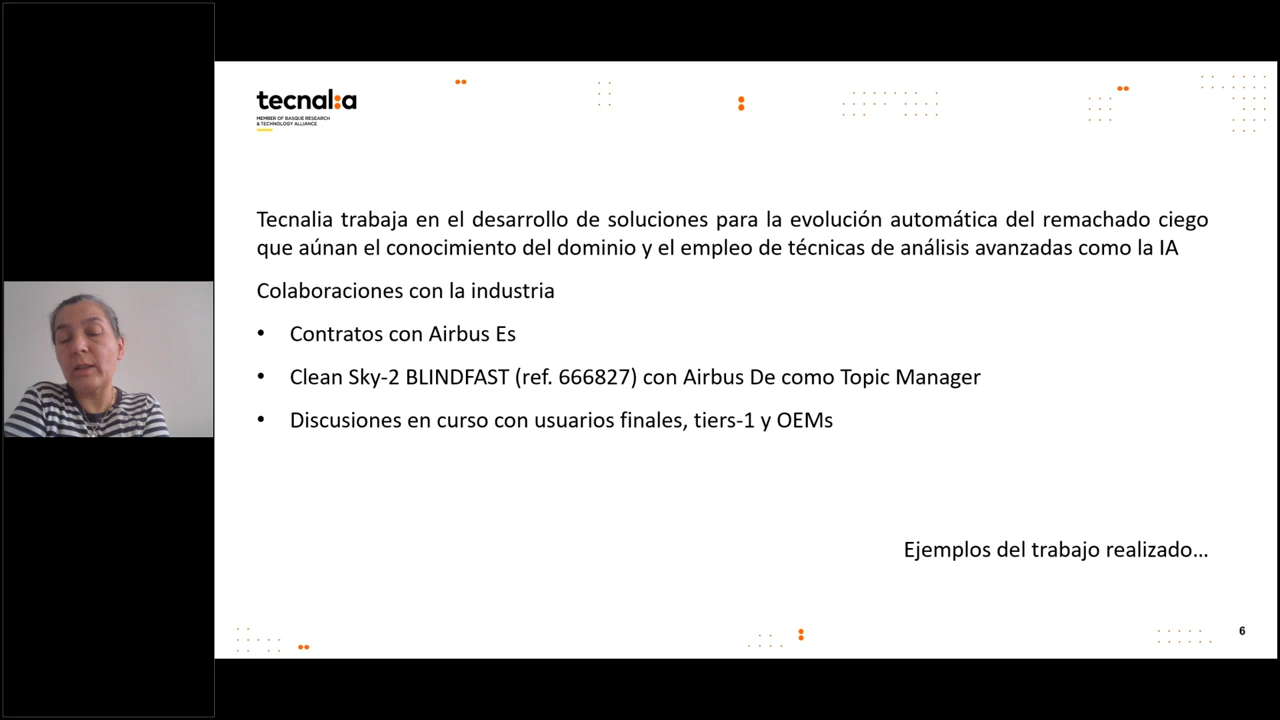 tecnal:a
MEMBER OF BASQUE RESEARCH
& TECHNOLOGY ALLIANCE
Tecnalia trabaja en el desarrollo de soluciones para la evolución automática del remachado ciego
que aúnan el conocimiento del dominio y el empleo de técnicas de análisis avanzadas como la IA
Colaboraciones con la industria
• Contratos con Airbus Es
• Clean Sky-2 BLINDFAST (ref. 666827) con Airbus De como Topic Manager
• Discusiones en curso con usuarios finales, tiers-1 y OEMs
Ejemplos del trabajo realizado...
6